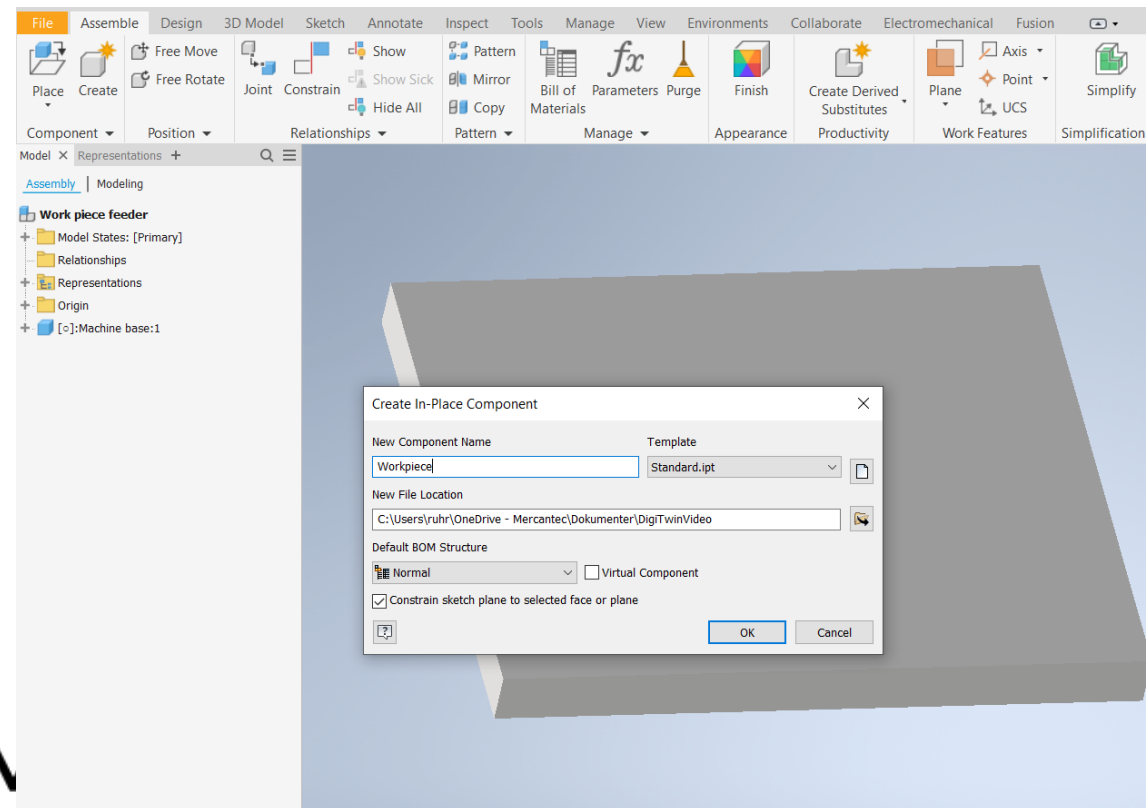 File Assemble Design 3D Model Sketch Annotate Inspect Tools Manage View Environments Collaborate Electromechanical Fusion
Place
Create
Free Move
Free Rotate
Joint
Constrain
Show
Show Sick
Hide All
Pattern
Mirror
Copy
Bill of
Materials
fx
Parameters
Purge
Finish
Create Derived
Substitutes
Plane
Axis
Point
UCS
Simplify
Component Position Relationships Pattern Manage Appearance Productivity Work Features Simplification
Model Representations
Assembly | Modeling
Work piece feeder
Model States: [Primary]
Relationships
Representations
Origin
[○]:Machine base:1
Create In-Place Component
New Component Name Template
Workpiece Standard.ipt
New File Location
C:\Users\ruhr\OneDrive - Mercantec\Dokumenter\DigiTwinVideo
Default BOM Structure
Normal Virtual Component
Constrain sketch plane to selected face or plane
OK Cancel